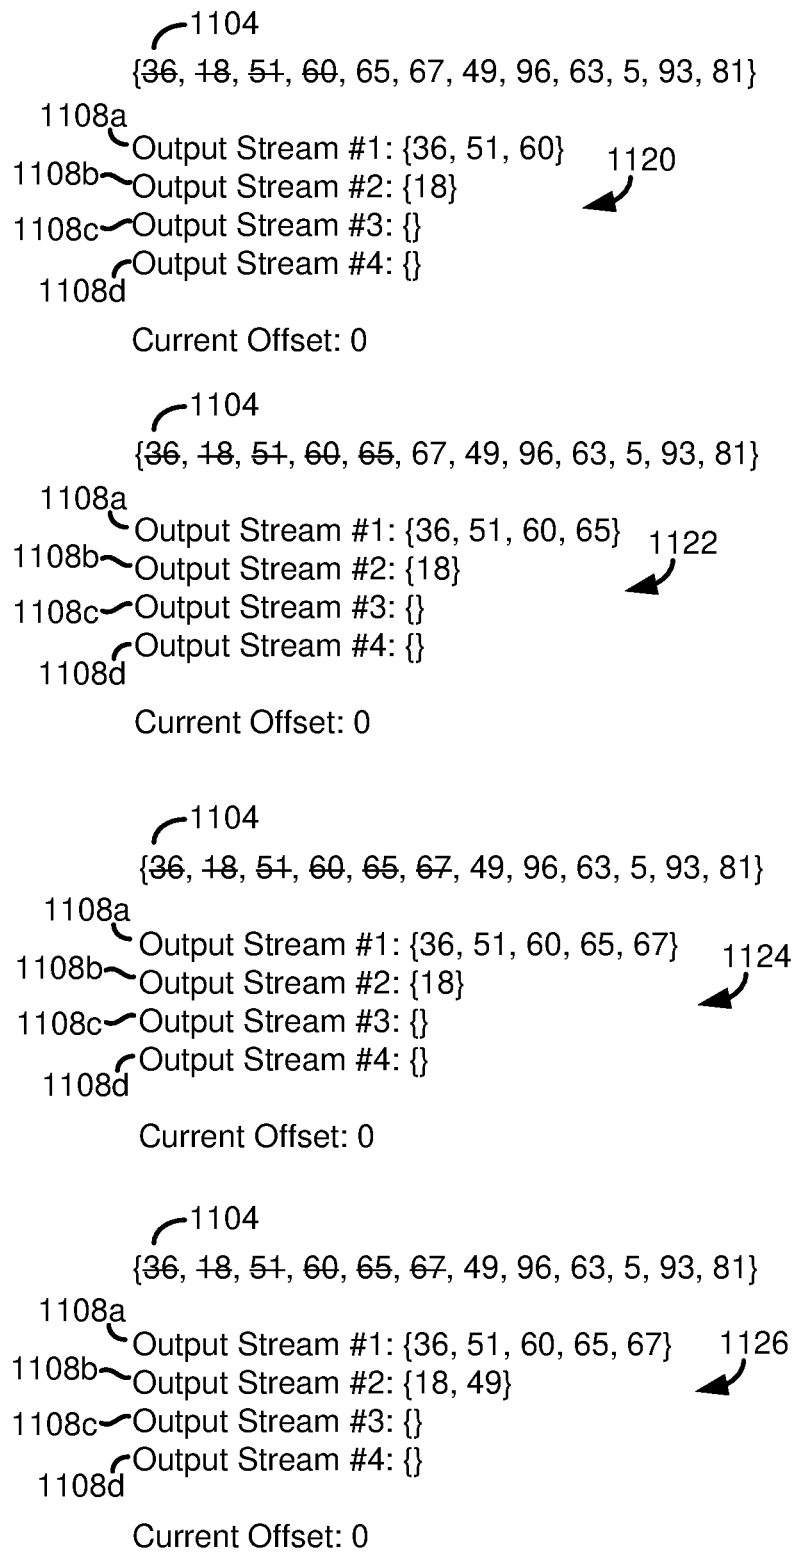 1104
{36, 18, 51, 60, 65, 67, 49, 96, 63, 5, 93, 81}
1108a
Output Stream #1: {36, 51, 60}
1120
1108b
Output Stream #2: {18}
1108c
Output Stream #3: {}
Output Stream #4: {}
1108d
Current Offset: 0
1104
{36, 18, 51, 60, 65, 67, 49, 96, 63, 5, 93, 81}
1108a
Output Stream #1: {36, 51, 60, 65}
1122
1108b
Output Stream #2: {18}
1108c
Output Stream #3: {}
Output Stream #4: {}
1108d
Current Offset: 0
1104
{36, 18, 51, 60, 65, 67, 49, 96, 63, 5, 93, 81}
1108a
Output Stream #1: {36, 51, 60, 65, 67}
1124
1108b
Output Stream #2: {18}
1108c
Output Stream #3: {}
Output Stream #4: {}
1108d
Current Offset: 0
1104
{36, 18, 51, 60, 65, 67, 49, 96, 63, 5, 93, 81}
1108a
Output Stream #1: {36, 51, 60, 65, 67}
1126
1108b
Output Stream #2: {18, 49}
1108c
Output Stream #3: {}
Output Stream #4: {}
1108d
Current Offset: 0